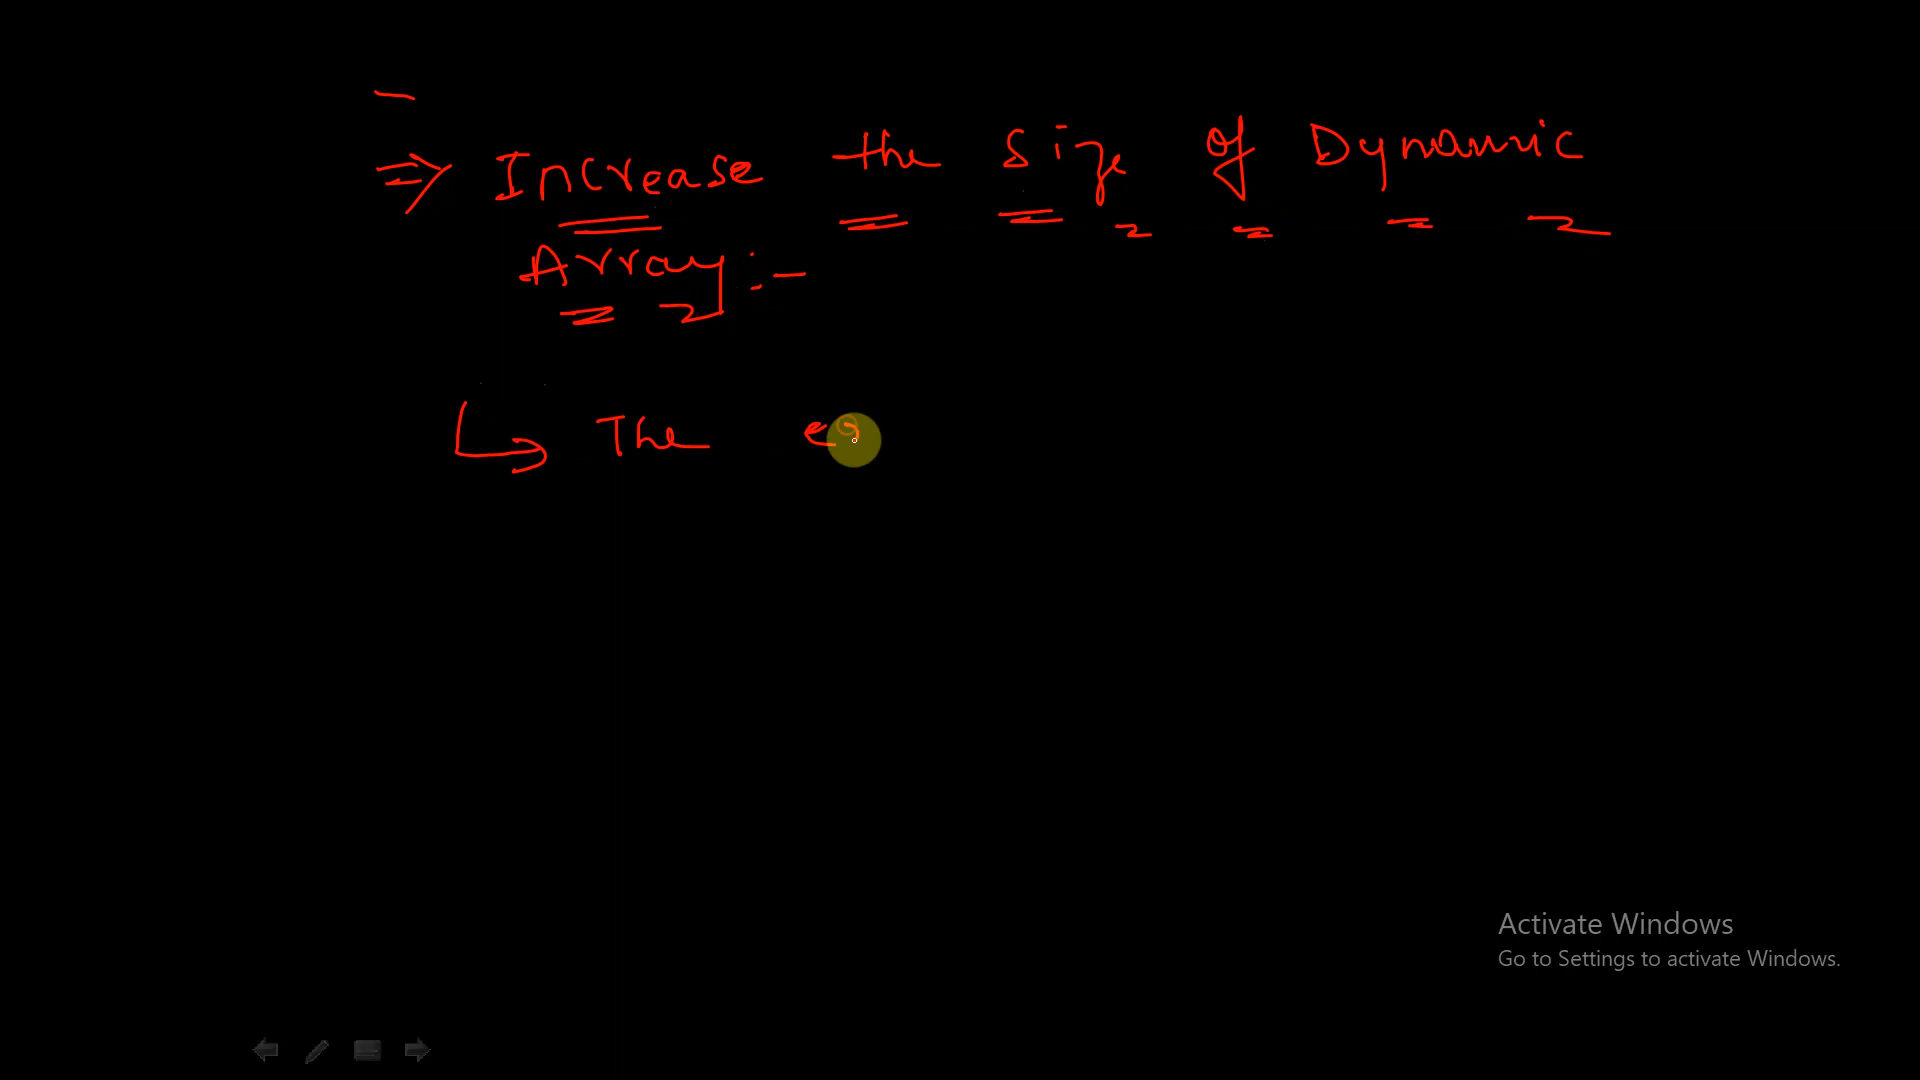 ⇒ Increase the Size of Dynamic
Array :-
↳ The
Activate Windows
Go to Settings to activate Windows.